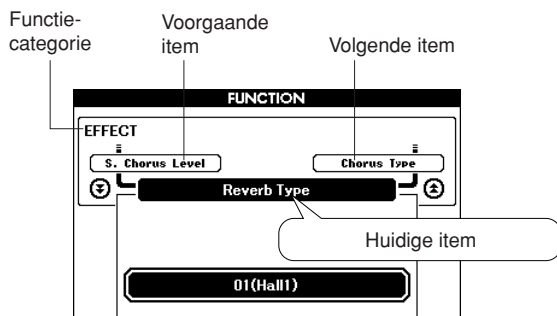 Functie-
categorie
Voorgaande
item
Volgende item
FUNCTION
EFFECT
S. Chorus Level
Chorus Type
Reverb Type
Huidige item
01(Hall1)